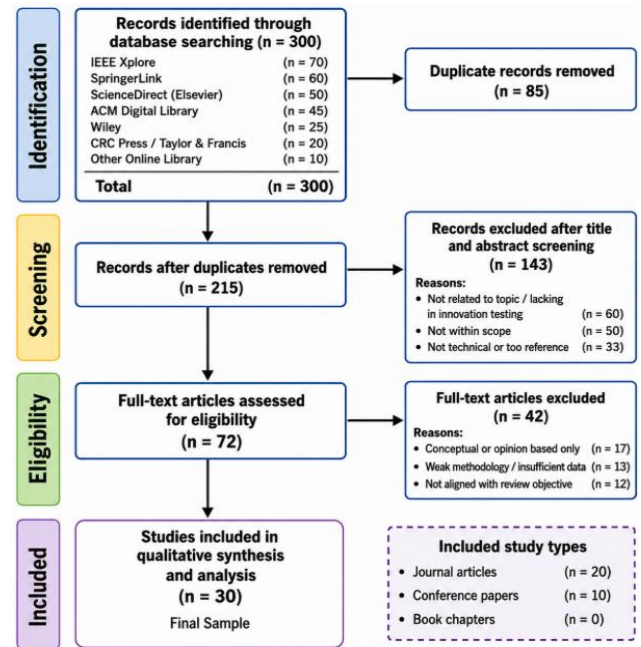 Identification
Records identified through
database searching (n = 300)
IEEE Xplore (n = 70)
SpringerLink (n = 60)
ScienceDirect (Elsevier) (n = 50)
ACM Digital Library (n = 45)
Wiley (n = 25)
CRC Press / Taylor & Francis (n = 20)
Other Online Library (n = 10)
Total (n = 300)
Duplicate records removed
(n = 85)
Screening
Records after duplicates removed
(n = 215)
Records excluded after title
and abstract screening
(n = 143)
Reasons:
• Not related to topic / lacking
in innovation testing (n = 60)
• Not within scope (n = 50)
• Not technical or too reference (n = 33)
Eligibility
Full-text articles assessed
for eligibility
(n = 72)
Full-text articles excluded
(n = 42)
Reasons:
• Conceptual or opinion based only (n = 17)
• Weak methodology / insufficient data (n = 13)
• Not aligned with review objective (n = 12)
Included
Studies included in
qualitative synthesis
and analysis
(n = 30)
Final Sample
Included study types
• Journal articles (n = 20)
• Conference papers (n = 10)
• Book chapters (n = 0)